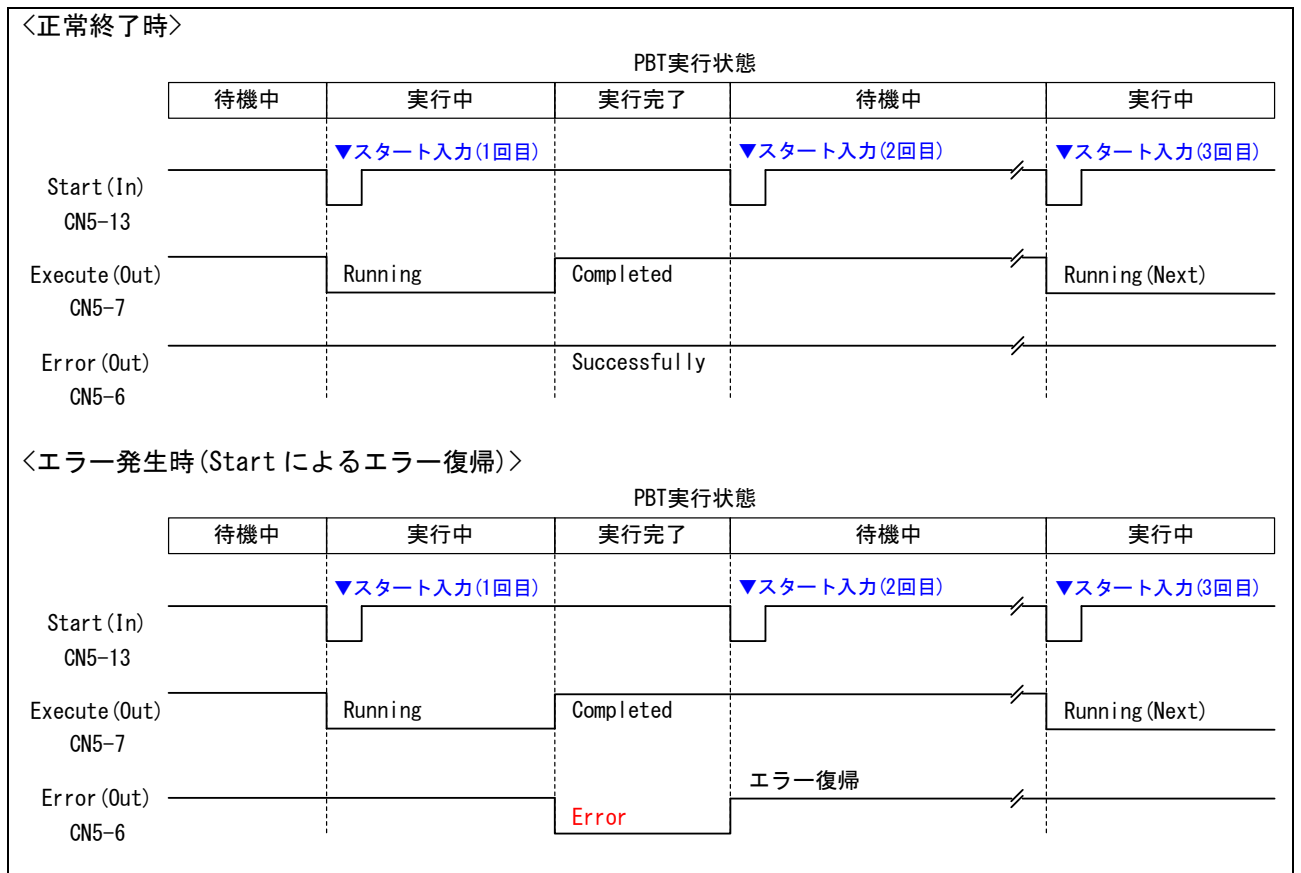 <正常終了時>
PBT実行状態
待機中 実行中 実行完了 待機中 実行中
▼スタート入力(1回目) ▼スタート入力(2回目) ▼スタート入力(3回目)
Start(In)
CN5-13
Execute(Out) Running Completed Running(Next)
CN5-7
Error(Out) Successfully
CN5-6
<エラー発生時(Startによるエラー復帰)>
PBT実行状態
待機中 実行中 実行完了 待機中 実行中
▼スタート入力(1回目) ▼スタート入力(2回目) ▼スタート入力(3回目)
Start(In)
CN5-13
Execute(Out) Running Completed Running(Next)
CN5-7
エラー復帰
Error(Out) Error
CN5-6